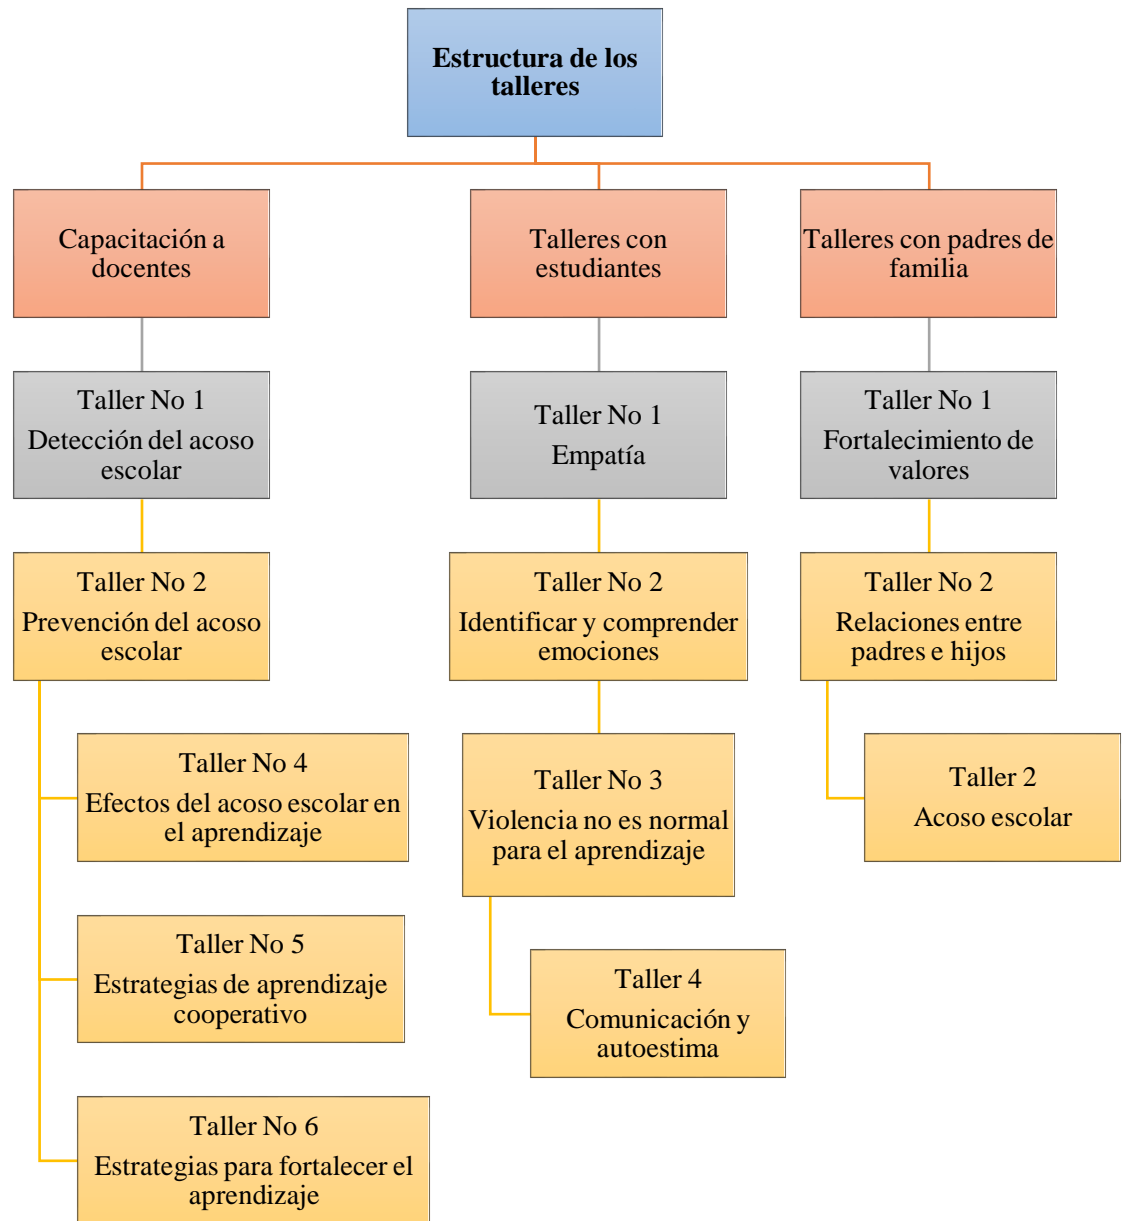 Estructura de los
talleres
Capacitación a
docentes
Talleres con
estudiantes
Talleres con padres de
familia
Taller No 1
Detección del acoso
escolar
Taller No 1
Empatía
Taller No 1
Fortalecimiento de
valores
Taller No 2
Prevención del acoso
escolar
Taller No 2
Identificar y comprender
emociones
Taller No 2
Relaciones entre
padres e hijos
Taller No 4
Efectos del acoso escolar en
el aprendizaje
Taller No 3
Violencia no es normal
para el aprendizaje
Taller 2
Acoso escolar
Taller No 5
Estrategias de aprendizaje
cooperativo
Taller 4
Comunicación y
autoestima
Taller No 6
Estrategias para fortalecer el
aprendizaje